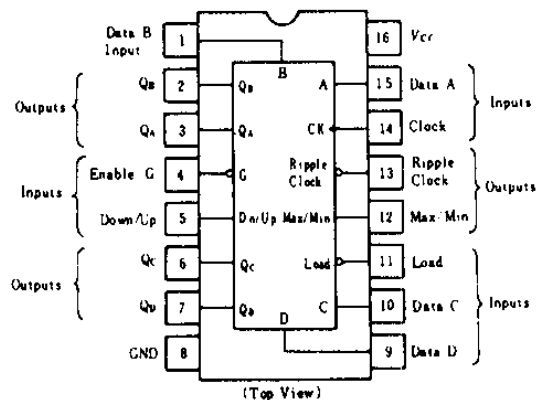 Data B Input
1
16
Vcc
B
QB
2
QB
A
15
Data A
Outputs
Inputs
QA
3
QA
CK
14
Clock
Enable G
4
G
Ripple Clock
13
Ripple Clock
Inputs
Outputs
Down/Up
5
Dn/Up
Max/Min
12
Max/Min
QC
6
QC
Load
11
Load
Outputs
Inputs
QD
7
QD
C
10
Data C
D
GND
8
9
Data D
(Top View)